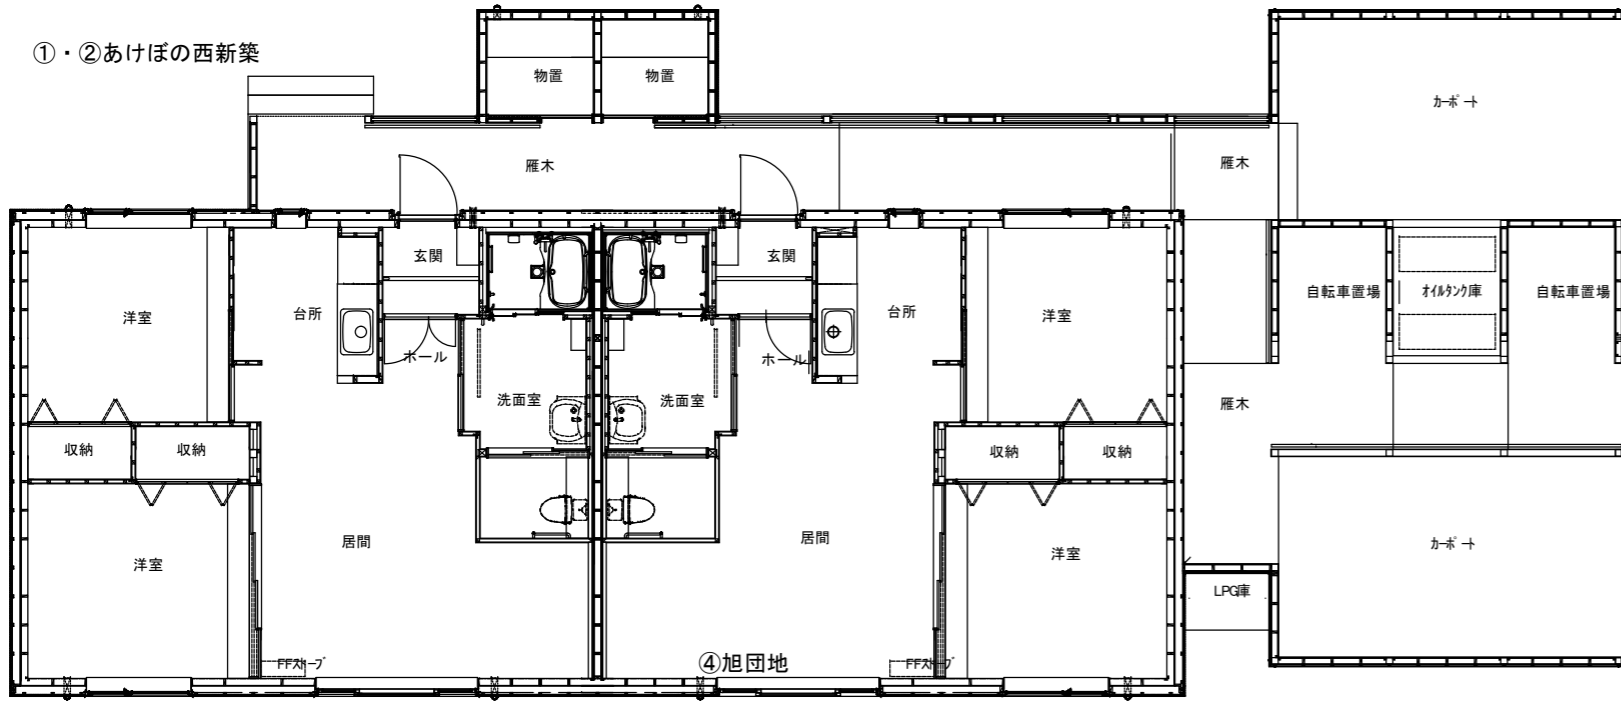 ①・②あけぼの西新築
物置
物置
カーポート
雁木
雁木
玄関
玄関
台所
台所
洋室
洋室
自転車置場
オイルタンク庫
自転車置場
ホール
ホール
洗面室
洗面室
雁木
収納
収納
収納
収納
居間
居間
洋室
洋室
カーポート
LPG庫
FFストーブ
FFストーブ
④旭団地